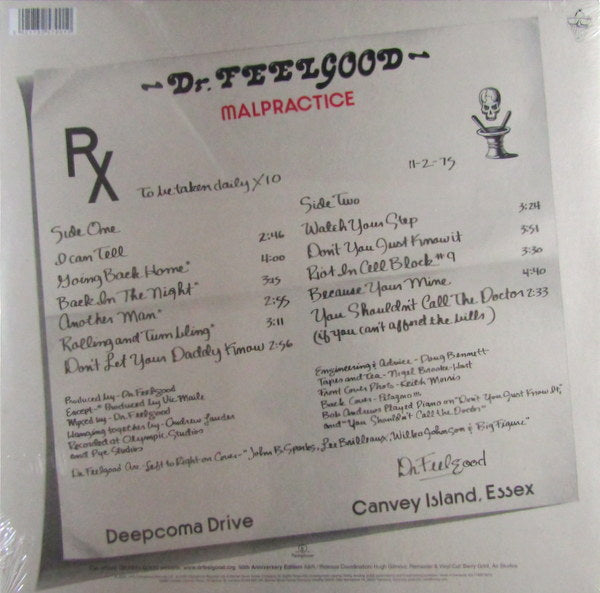 Dr. FEELGOOD
MALPRACTICE
RX
To be taken daily X 10
11-2-75
Side One
I can Tell 2:46
Going Back Home* 4:00
Back In The Night* 3:15
Another Man* 2:55
Rolling and Tumbling* 3:11
Don't Let Your Daddy Know 2:56
Side Two
Watch Your Step 3:24
Don't You Just Know it 3:51
Riot In Cell Block #9 3:30
Because Your Mine 4:40
You Shouldn't Call The Doctor 2:33
(if you can't afford the bills)
Produced by - Dr. Feelgood
Except-* Produced by Vic Maile
Mixed by - Dr. Feelgood
Hanging together by - Andrew Lauder
Recorded at Olympic Studios
and Pye Studios
Engineering & Advice - Doug Bennett
Tapes and Tea - Nigel Brooke-Hart
Front Cover Photo - Keith Morris
Back Cover - Pitagno!!!
Bob Andrews Played Piano on "Don't You Just Know It,"
and "You Shouldn't Call the Doctor"
Dr. Feelgood Are - Left to Right on Cover - "John B. Sparks, Lee Brilleaux, Wilko Johnson & Big Figure"
Dr. Feelgood
Deepcoma Drive
Canvey Island, Essex
Parlophone
www.drfeelgood.org